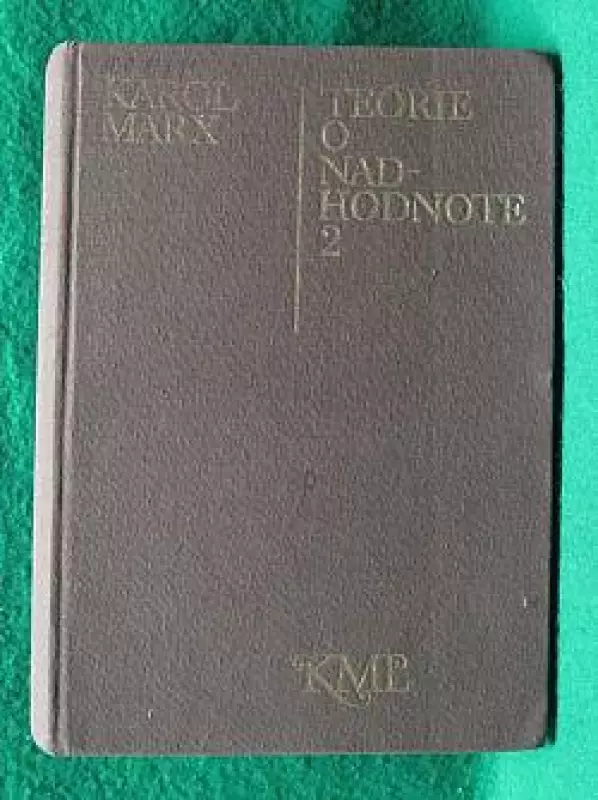 KAROL
MARX
TEÓRIE
O
NAD-
HODNOTE
2
KME